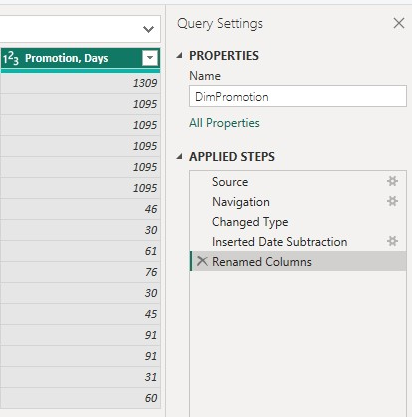 Query Settings
PROPERTIES
Name
DimPromotion
All Properties
APPLIED STEPS
Source
Navigation
Changed Type
Inserted Date Subtraction
Renamed Columns
123 Promotion, Days
1309
1095
1095
1095
1095
1095
46
30
61
76
30
45
91
91
31
60